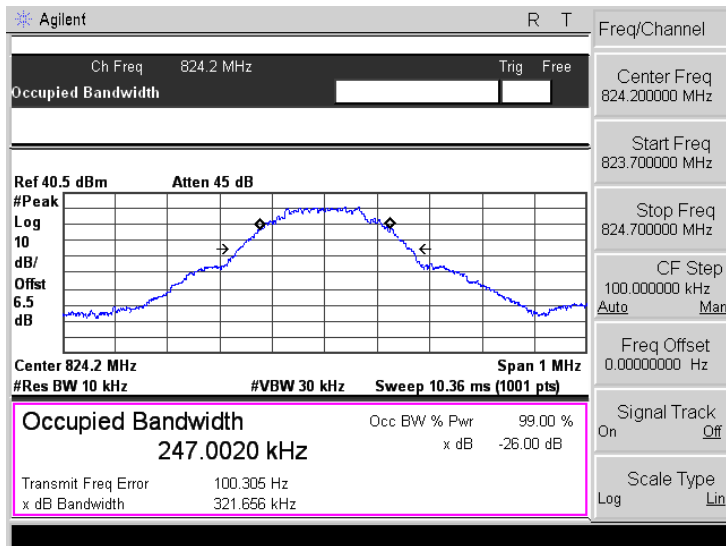 Agilent R T
Ch Freq 824.2 MHz Trig Free
Occupied Bandwidth
Ref 40.5 dBm Atten 45 dB
#Peak
Log
10
dB/
Offst
6.5
dB
Center 824.2 MHz Span 1 MHz
#Res BW 10 kHz #VBW 30 kHz Sweep 10.36 ms (1001 pts)
Occupied Bandwidth
247.0020 kHz
Occ BW % Pwr 99.00 %
x dB -26.00 dB
Transmit Freq Error 100.305 Hz
x dB Bandwidth 321.656 kHz
Freq/Channel
Center Freq
824.200000 MHz
Start Freq
823.700000 MHz
Stop Freq
824.700000 MHz
CF Step
100.000000 kHz
Auto Man
Freq Offset
0.00000000 Hz
Signal Track
On Off
Scale Type
Log Lin